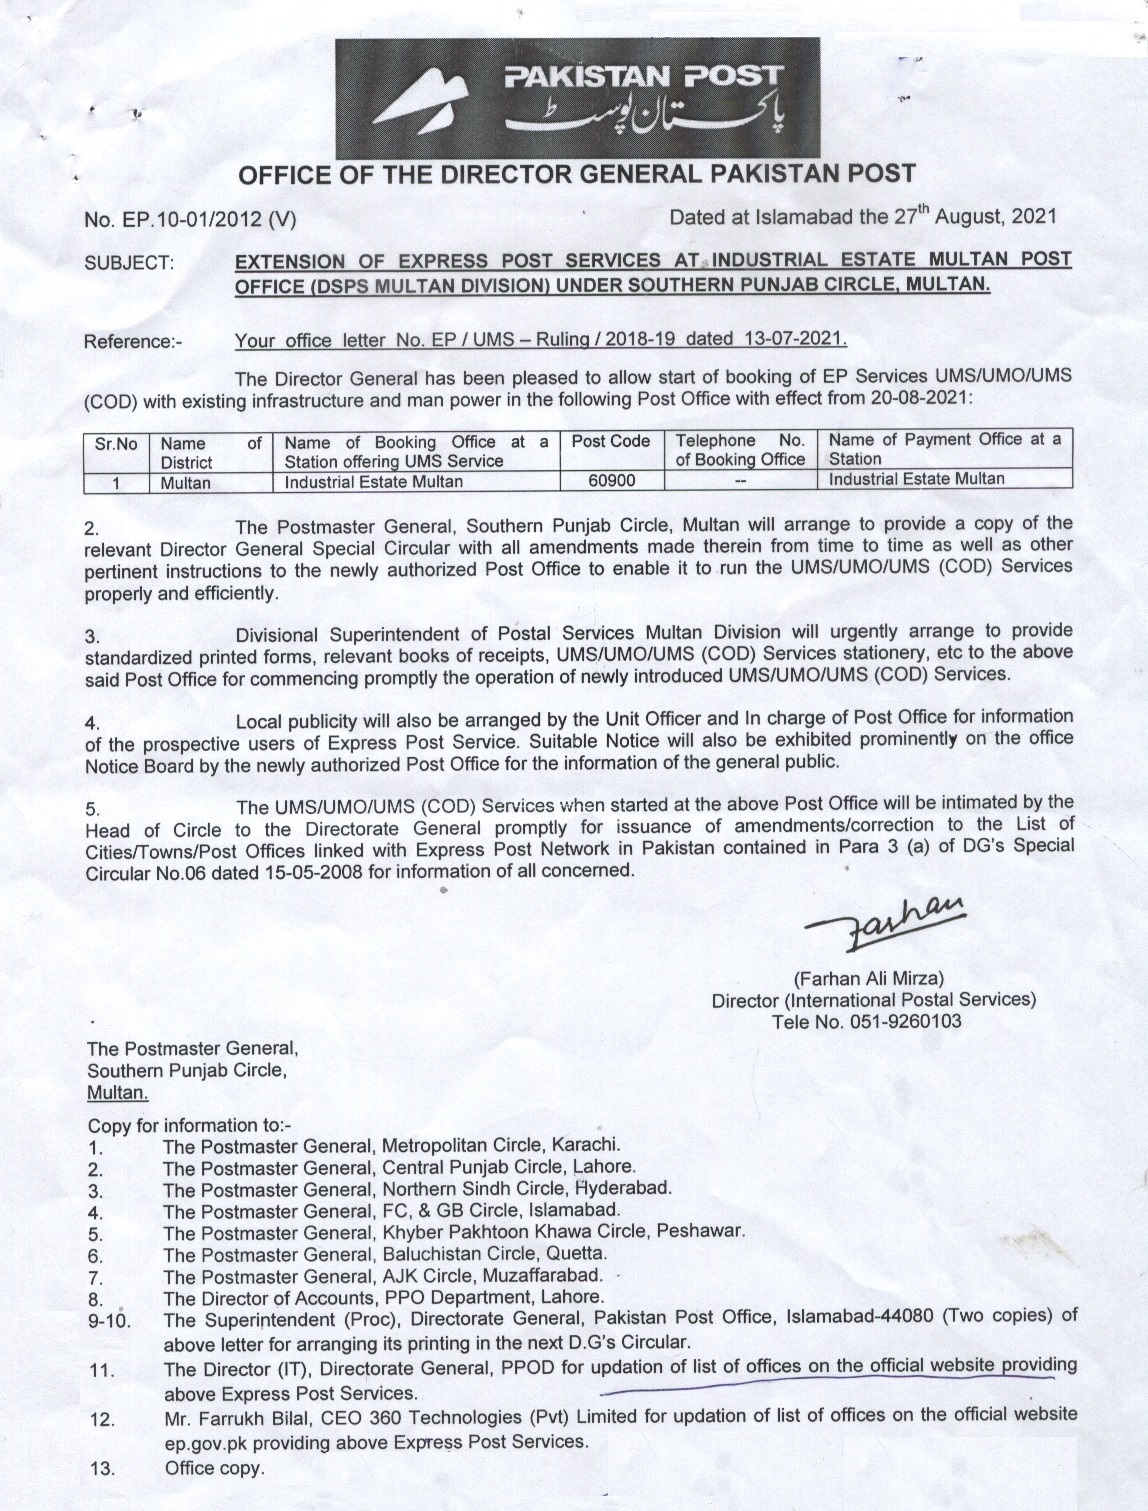 PAKISTAN POST
پاکستان پوسٹ
OFFICE OF THE DIRECTOR GENERAL PAKISTAN POST
No. EP.10-01/2012 (V) Dated at Islamabad the 27th August, 2021
SUBJECT: EXTENSION OF EXPRESS POST SERVICES AT INDUSTRIAL ESTATE MULTAN POST
OFFICE (DSPS MULTAN DIVISION) UNDER SOUTHERN PUNJAB CIRCLE, MULTAN.
Reference:- Your office letter No. EP / UMS – Ruling / 2018-19 dated 13-07-2021.
The Director General has been pleased to allow start of booking of EP Services UMS/UMO/UMS
(COD) with existing infrastructure and man power in the following Post Office with effect from 20-08-2021:
Sr.No Name of Name of Booking Office at a Post Code Telephone No. Name of Payment Office at a
District Station offering UMS Service of Booking Office Station
1 Multan Industrial Estate Multan 60900 -- Industrial Estate Multan
2. The Postmaster General, Southern Punjab Circle, Multan will arrange to provide a copy of the
relevant Director General Special Circular with all amendments made therein from time to time as well as other
pertinent instructions to the newly authorized Post Office to enable it to run the UMS/UMO/UMS (COD) Services
properly and efficiently.
3. Divisional Superintendent of Postal Services Multan Division will urgently arrange to provide
standardized printed forms, relevant books of receipts, UMS/UMO/UMS (COD) Services stationery, etc to the above
said Post Office for commencing promptly the operation of newly introduced UMS/UMO/UMS (COD) Services.
4. Local publicity will also be arranged by the Unit Officer and In charge of Post Office for information
of the prospective users of Express Post Service. Suitable Notice will also be exhibited prominently on the office
Notice Board by the newly authorized Post Office for the information of the general public.
5. The UMS/UMO/UMS (COD) Services when started at the above Post Office will be intimated by the
Head of Circle to the Directorate General promptly for issuance of amendments/correction to the List of
Cities/Towns/Post Offices linked with Express Post Network in Pakistan contained in Para 3 (a) of DG's Special
Circular No.06 dated 15-05-2008 for information of all concerned.
Farhan
(Farhan Ali Mirza)
Director (International Postal Services)
Tele No. 051-9260103
The Postmaster General,
Southern Punjab Circle,
Multan.
Copy for information to:-
1. The Postmaster General, Metropolitan Circle, Karachi.
2. The Postmaster General, Central Punjab Circle, Lahore.
3. The Postmaster General, Northern Sindh Circle, Hyderabad.
4. The Postmaster General, FC, & GB Circle, Islamabad.
5. The Postmaster General, Khyber Pakhtoon Khawa Circle, Peshawar.
6. The Postmaster General, Baluchistan Circle, Quetta.
7. The Postmaster General, AJK Circle, Muzaffarabad.
8. The Director of Accounts, PPO Department, Lahore.
9-10. The Superintendent (Proc), Directorate General, Pakistan Post Office, Islamabad-44080 (Two copies) of
above letter for arranging its printing in the next D.G's Circular.
11. The Director (IT), Directorate General, PPOD for updation of list of offices on the official website providing
above Express Post Services.
12. Mr. Farrukh Bilal, CEO 360 Technologies (Pvt) Limited for updation of list of offices on the official website
ep.gov.pk providing above Express Post Services.
13. Office copy.